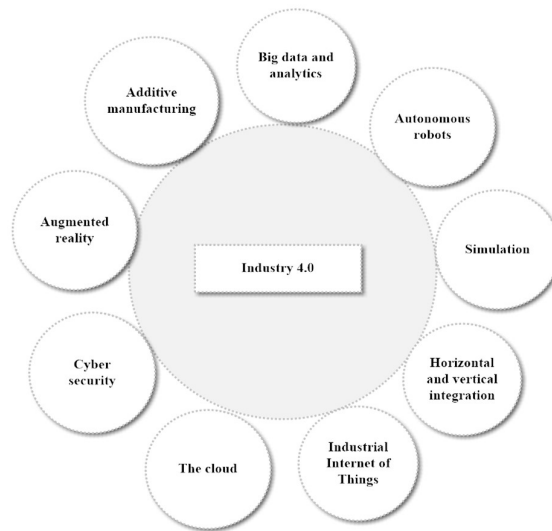 Big data and
analytics
Autonomous
robots
Simulation
Horizontal
and vertical
integration
Industrial
Internet of
Things
The cloud
Cyber
security
Augmented
reality
Additive
manufacturing
Industry 4.0